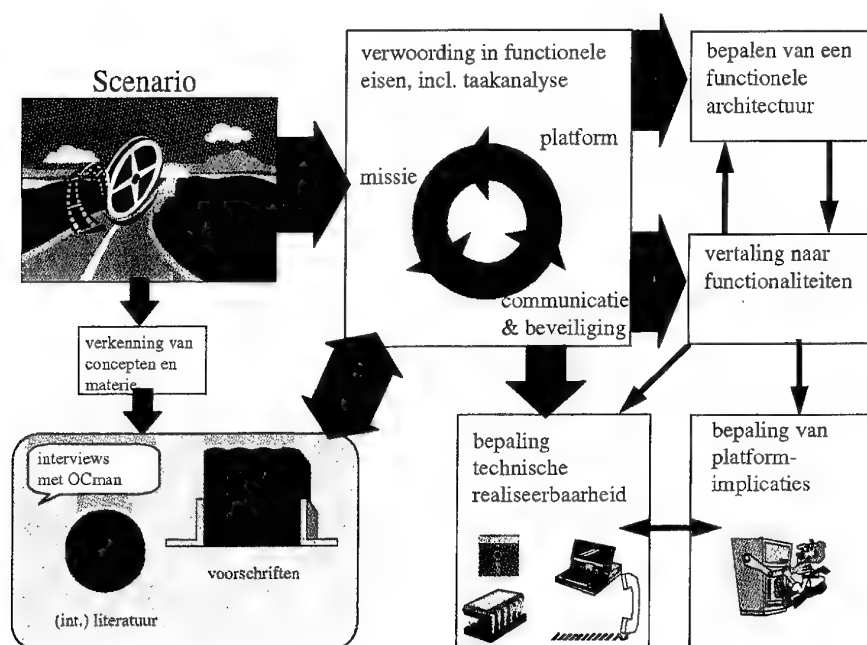 Scenario
verwoording in functionele
eisen, incl. taakanalyse
platform
missie
communicatie
& beveiliging
bepalen van een
functionele
architectuur
vertaling naar
functionaliteiten
verkenning van
concepten en
materie
interviews
met OCman
voorschriften
(int.) literatuur
bepaling
technische
realiseerbaarheid
bepaling van
platform-
implicaties